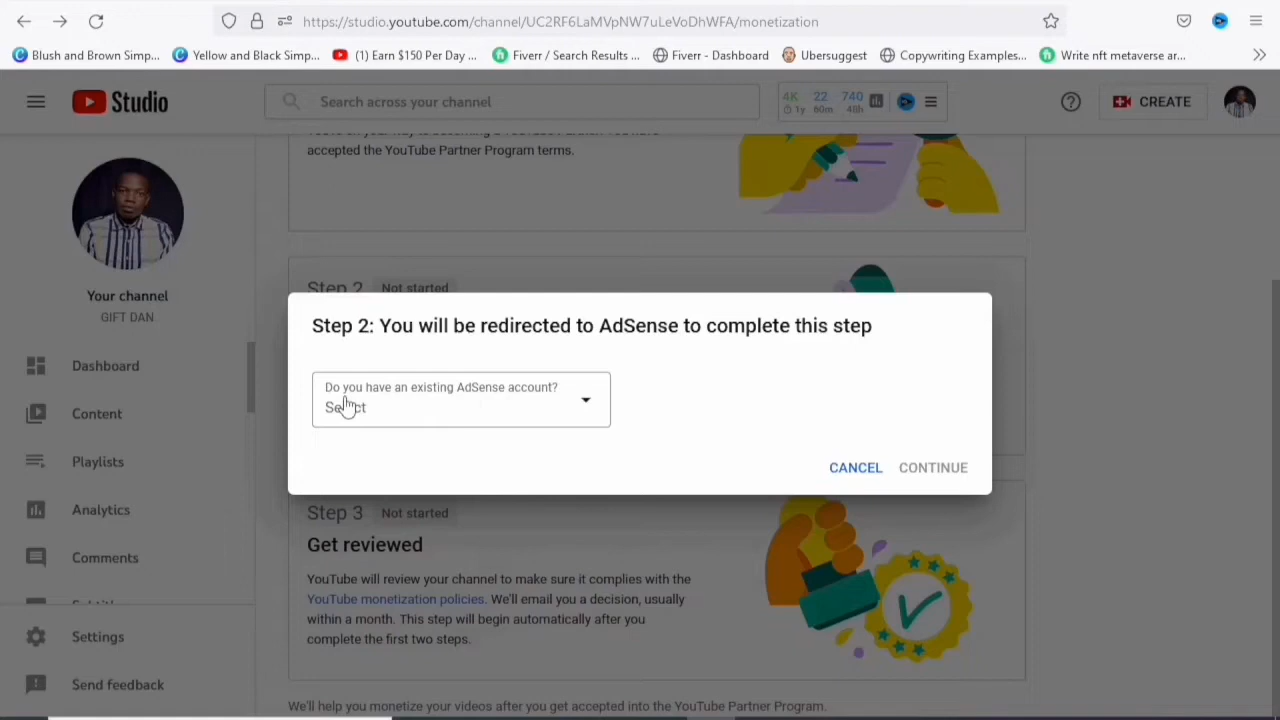 https://studio.youtube.com/channel/UC2RF6LaMVpNW7uLeVoDhWFA/monetization
Blush and Brown Simp...
Yellow and Black Simp...
(1) Earn $150 Per Day ...
Fiverr / Search Results ...
Fiverr - Dashboard
Ubersuggest
Copywriting Examples...
Write nft metaverse ar...
Studio
Search across your channel
4K 22 740
1y 60m 48h
CREATE
accepted the YouTube Partner Program terms.
Your channel
GIFT DAN
Dashboard
Content
Playlists
Analytics
Comments
Settings
Send feedback
Step 2 Not started
Step 2: You will be redirected to AdSense to complete this step
Do you have an existing AdSense account?
Select
CANCEL CONTINUE
Step 3 Not started
Get reviewed
YouTube will review your channel to make sure it complies with the
YouTube monetization policies. We'll email you a decision, usually
within a month. This step will begin automatically after you
complete the first two steps.
We'll help you monetize your videos after you get accepted into the YouTube Partner Program.